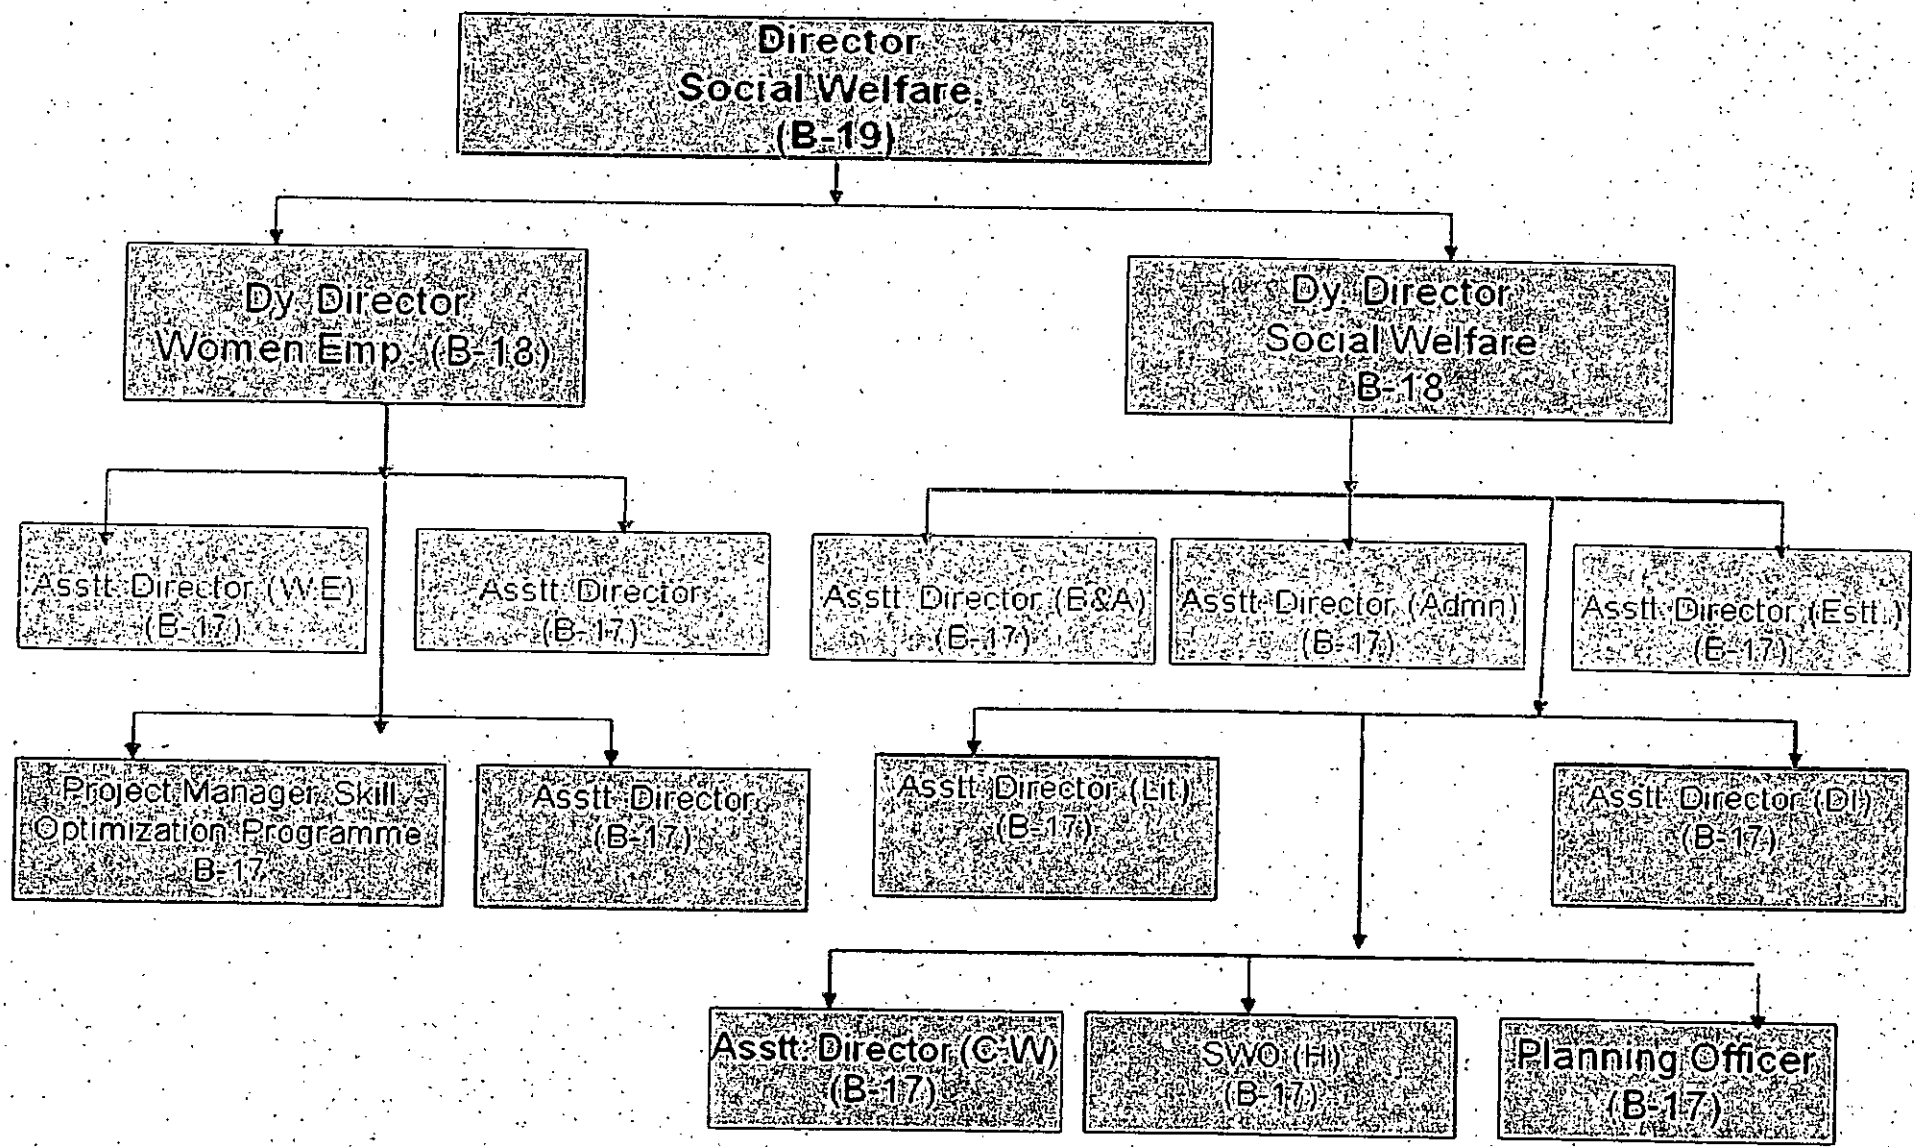 Director
Social Welfare,
(B-19)
Dy. Director
Women Emp. (B-18)
Dy. Director
Social Welfare
B-18
Asstt. Director (W.E)
(B-17)
Asstt. Director
(B-17)
Asstt. Director (B&A)
(B-17)
Asstt. Director (Admn)
(B-17)
Asstt. Director (Estt.)
(B-17)
Project Manager Skill
Optimization Programme
B-17
Asstt. Director
(B-17)
Asstt. Director (Lit)
(B-17)
Asstt. Director (DI)
(B-17)
Asstt. Director (C-W)
(B-17)
SWO (H)
(B-17)
Planning Officer
(B-17)